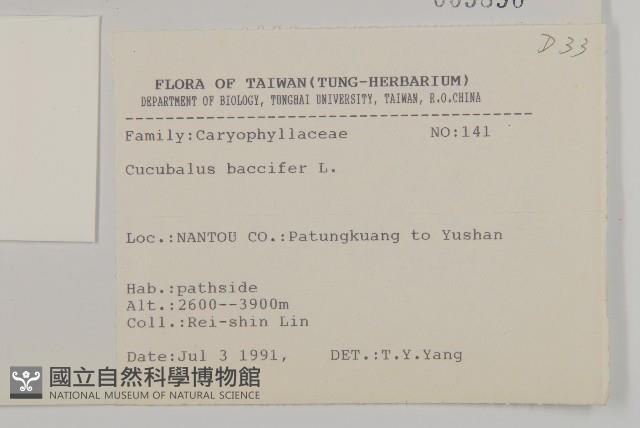 D33
FLORA OF TAIWAN(TUNG-HERBARIUM)
DEPARTMENT OF BIOLOGY, TUNGHAI UNIVERSITY, TAIWAN, R.O.CHINA
Family:Caryophyllaceae NO:141
Cucubalus baccifer L.
Loc.:NANTOU CO.:Patungkuang to Yushan
Hab.:pathside
Alt.:2600--3900m
Coll.:Rei-shin Lin
Date:Jul 3 1991, DET.:T.Y.Yang
國立自然科學博物館
NATIONAL MUSEUM OF NATURAL SCIENCE